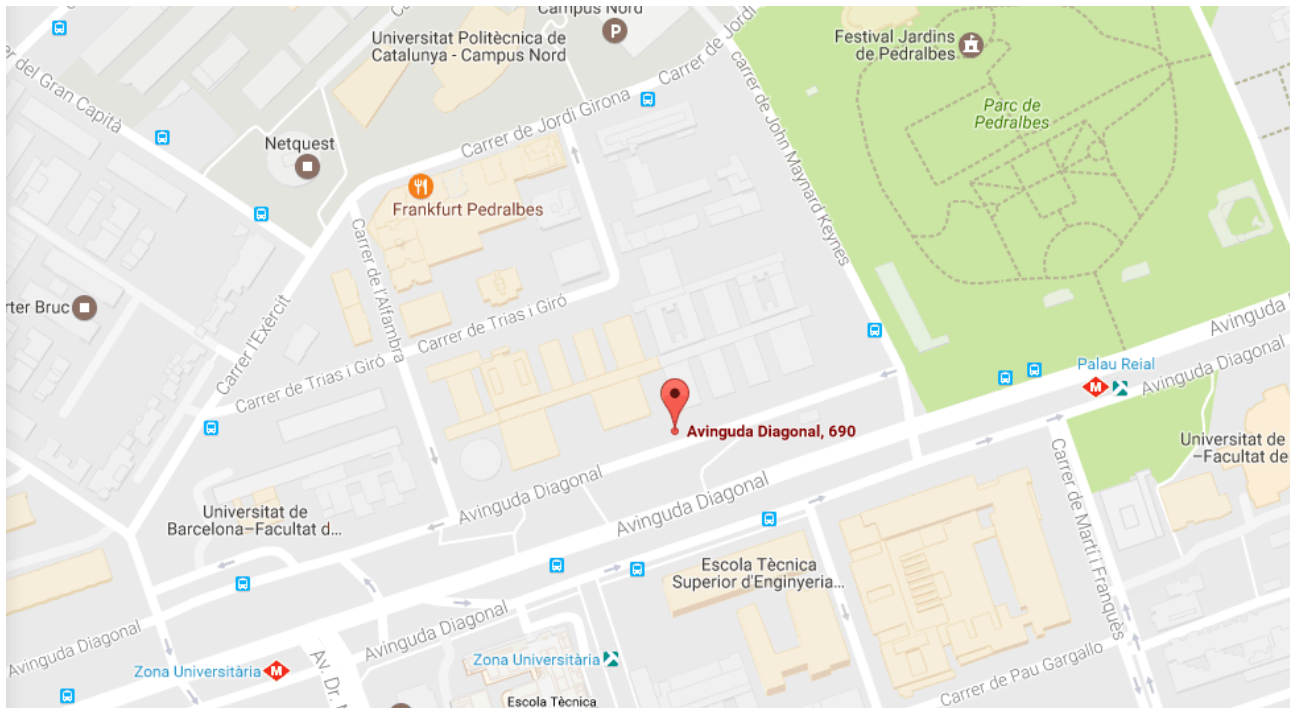 Campus Nord
Universitat Politècnica de
Catalunya - Campus Nord
P
Festival Jardins
de Pedralbes
Carrer de Jordi Girona
Carrer de Jordi
carrer de John Maynard Keynes
Parc de
Pedralbes
er del Gran Capità
Netquest
Frankfurt Pedralbes
Carrer de l'Alfambra
Carrer l'Exèrcit
rter Bruc
Carrer de Trias i Giró
Carrer de Trias i Giró
Avinguda
Palau Reial
M
Avinguda Diagonal
Avinguda Diagonal, 690
Universitat de
–Facultat de
Carrer de Martí i Franquès
Avinguda Diagonal
Avinguda Diagonal
Universitat de
Barcelona–Facultat d...
Escola Tècnica
Superior d'Enginyeria...
Avinguda Diagonal
Avinguda Diagonal
Zona Universitària
M
Av. Dr.
Zona Universitària
Carrer de Pau Gargallo
Escola Tècnica